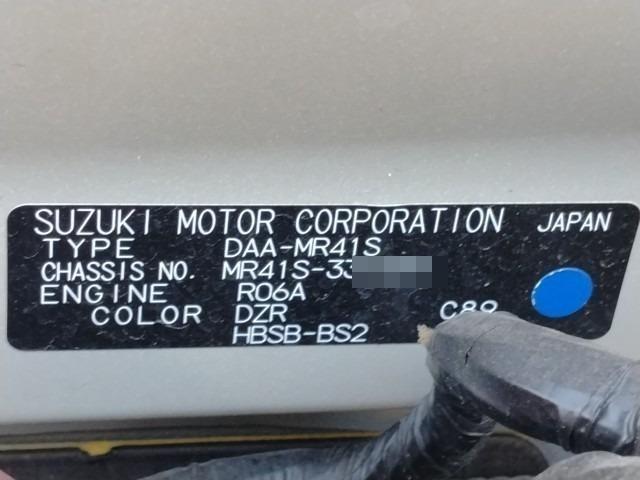 SUZUKI MOTOR CORPORATION JAPAN
TYPE DAA-MR41S
CHASSIS NO. MR41S-33
ENGINE R06A
COLOR DZR
HBSB-BS2